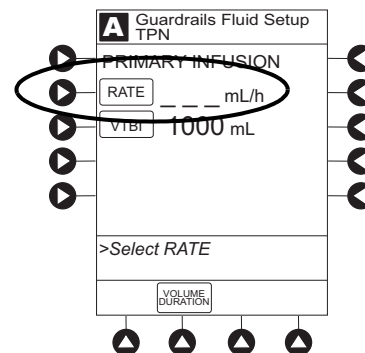 A Guardrails Fluid Setup
TPN
PRIMARY INFUSION
RATE _ _ _ mL/h
VTBI 1000 mL
>Select RATE
VOLUME
DURATION